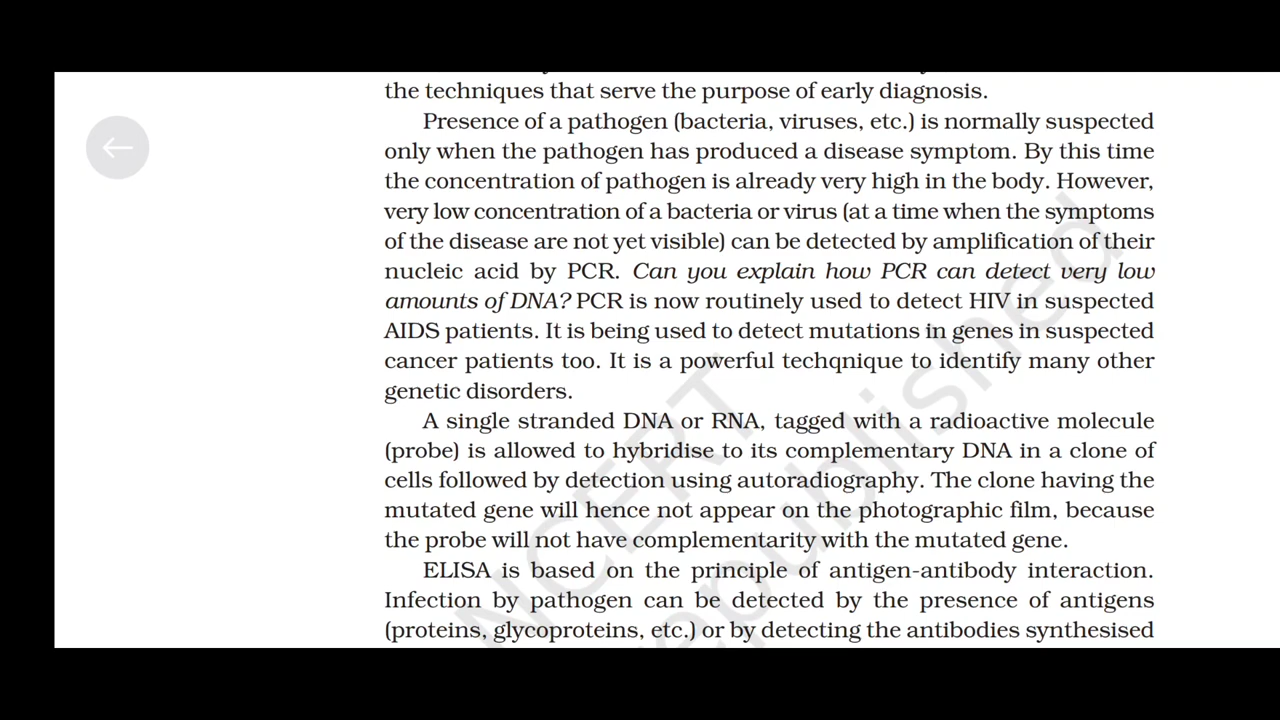 the techniques that serve the purpose of early diagnosis.
Presence of a pathogen (bacteria, viruses, etc.) is normally suspected
only when the pathogen has produced a disease symptom. By this time
the concentration of pathogen is already very high in the body. However,
very low concentration of a bacteria or virus (at a time when the symptoms
of the disease are not yet visible) can be detected by amplification of their
nucleic acid by PCR. Can you explain how PCR can detect very low
amounts of DNA? PCR is now routinely used to detect HIV in suspected
AIDS patients. It is being used to detect mutations in genes in suspected
cancer patients too. It is a powerful techqnique to identify many other
genetic disorders.
A single stranded DNA or RNA, tagged with a radioactive molecule
(probe) is allowed to hybridise to its complementary DNA in a clone of
cells followed by detection using autoradiography. The clone having the
mutated gene will hence not appear on the photographic film, because
the probe will not have complementarity with the mutated gene.
ELISA is based on the principle of antigen-antibody interaction.
Infection by pathogen can be detected by the presence of antigens
(proteins, glycoproteins, etc.) or by detecting the antibodies synthesised
NCERT
republished